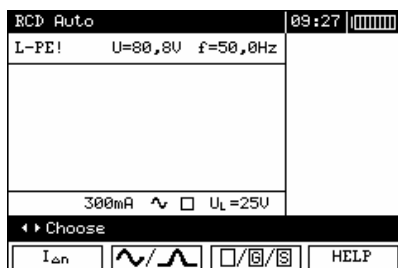 RCD Auto 09:27
L-PE! U=80,8V f=50,0Hz
300mA ∿ □ UL=25V
Choose
IΔn □/G/S HELP